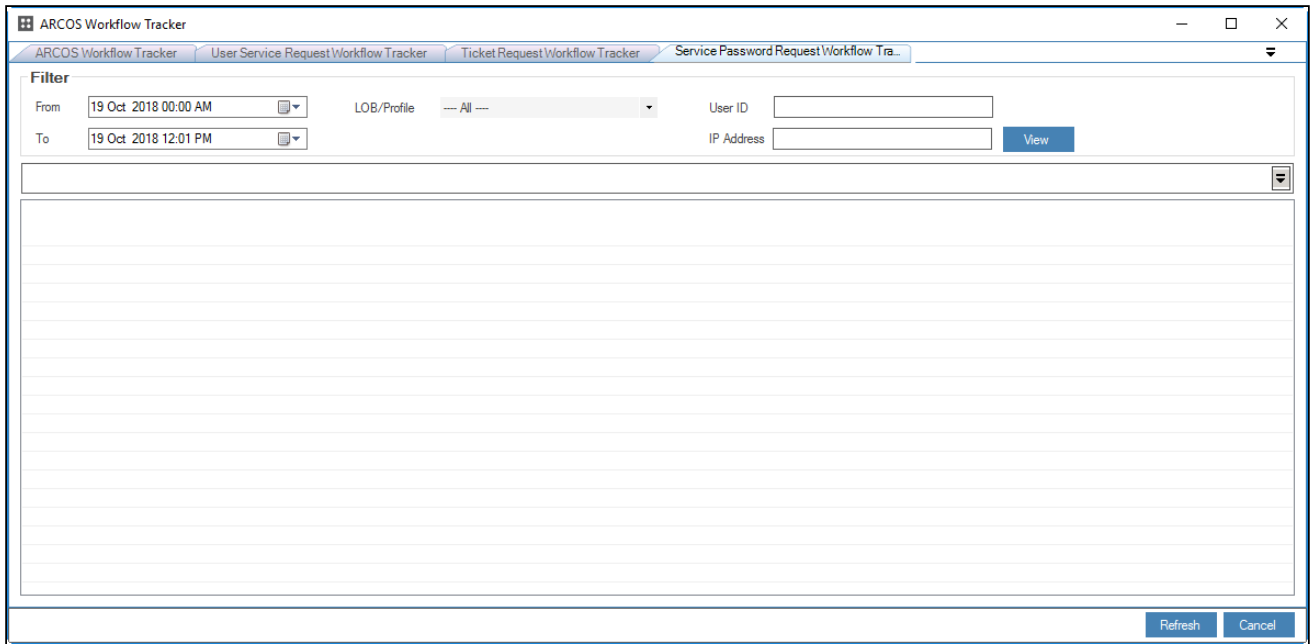 ARCOS Workflow Tracker
ARCOS Workflow Tracker User Service Request Workflow Tracker Ticket Request Workflow Tracker Service Password Request Workflow Tra...
Filter
From 19 Oct 2018 00:00 AM LOB/Profile ---- All ---- User ID
To 19 Oct 2018 12:01 PM IP Address View
Refresh Cancel